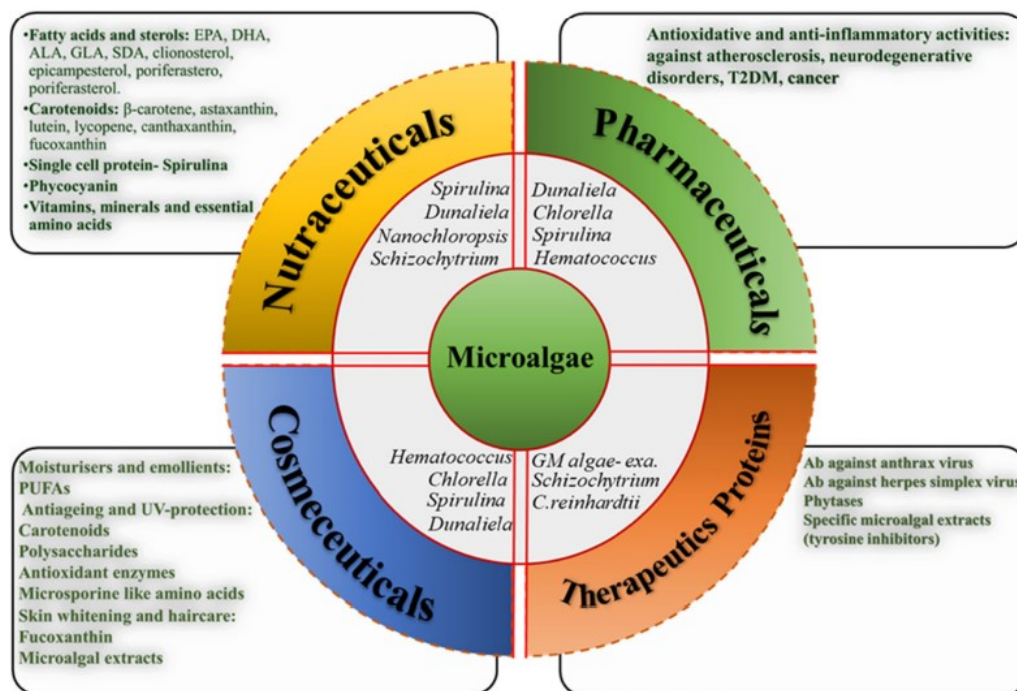 •Fatty acids and sterols: EPA, DHA,
ALA, GLA, SDA, clionosterol,
epicampesterol, poriferastero,
poriferasterol.
•Carotenoids: β-carotene, astaxanthin,
lutein, lycopene, canthaxanthin,
fucoxanthin
•Single cell protein- Spirulina
•Phycocyanin
•Vitamins, minerals and essential
amino acids
Antioxidative and anti-inflammatory activities:
against atherosclerosis, neurodegenerative
disorders, T2DM, cancer
Nutraceuticals
Pharmaceuticals
Spirulina
Dunaliela
Nanochloropsis
Schizochytrium
Dunaliela
Chlorella
Spirulina
Hematococcus
Microalgae
Hematococcus
Chlorella
Spirulina
Dunaliela
GM algae- exa.
Schizochytrium
C.reinhardtii
Cosmeceuticals
Therapeutics Proteins
Moisturisers and emollients:
PUFAs
Antiageing and UV-protection:
Carotenoids
Polysaccharides
Antioxidant enzymes
Microsporine like amino acids
Skin whitening and haircare:
Fucoxanthin
Microalgal extracts
Ab against anthrax virus
Ab against herpes simplex virus
Phytases
Specific microalgal extracts
(tyrosine inhibitors)